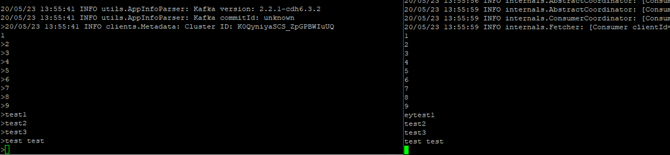 20/05/23 13:55:41 INFO utils.AppInfoParser: Kafka version: 2.2.1-cdh6.3.2
20/05/23 13:55:41 INFO utils.AppInfoParser: Kafka commitId: unknown
>20/05/23 13:55:41 INFO clients.Metadata: Cluster ID: K0QyniyaSCS_ZpGPBWIuUQ
1
>2
>3
>4
>5
>6
>7
>8
>9
>test1
>test2
>test3
>test test
>
20/05/23 13:55:56 INFO internals.AbstractCoordinator: [Consum
20/05/23 13:55:59 INFO internals.AbstractCoordinator: [Consum
20/05/23 13:55:59 INFO internals.ConsumerCoordinator: [Consum
20/05/23 13:55:59 INFO internals.Fetcher: [Consumer clientId=
1
2
3
4
5
6
7
8
9
eytest1
test2
test3
test test